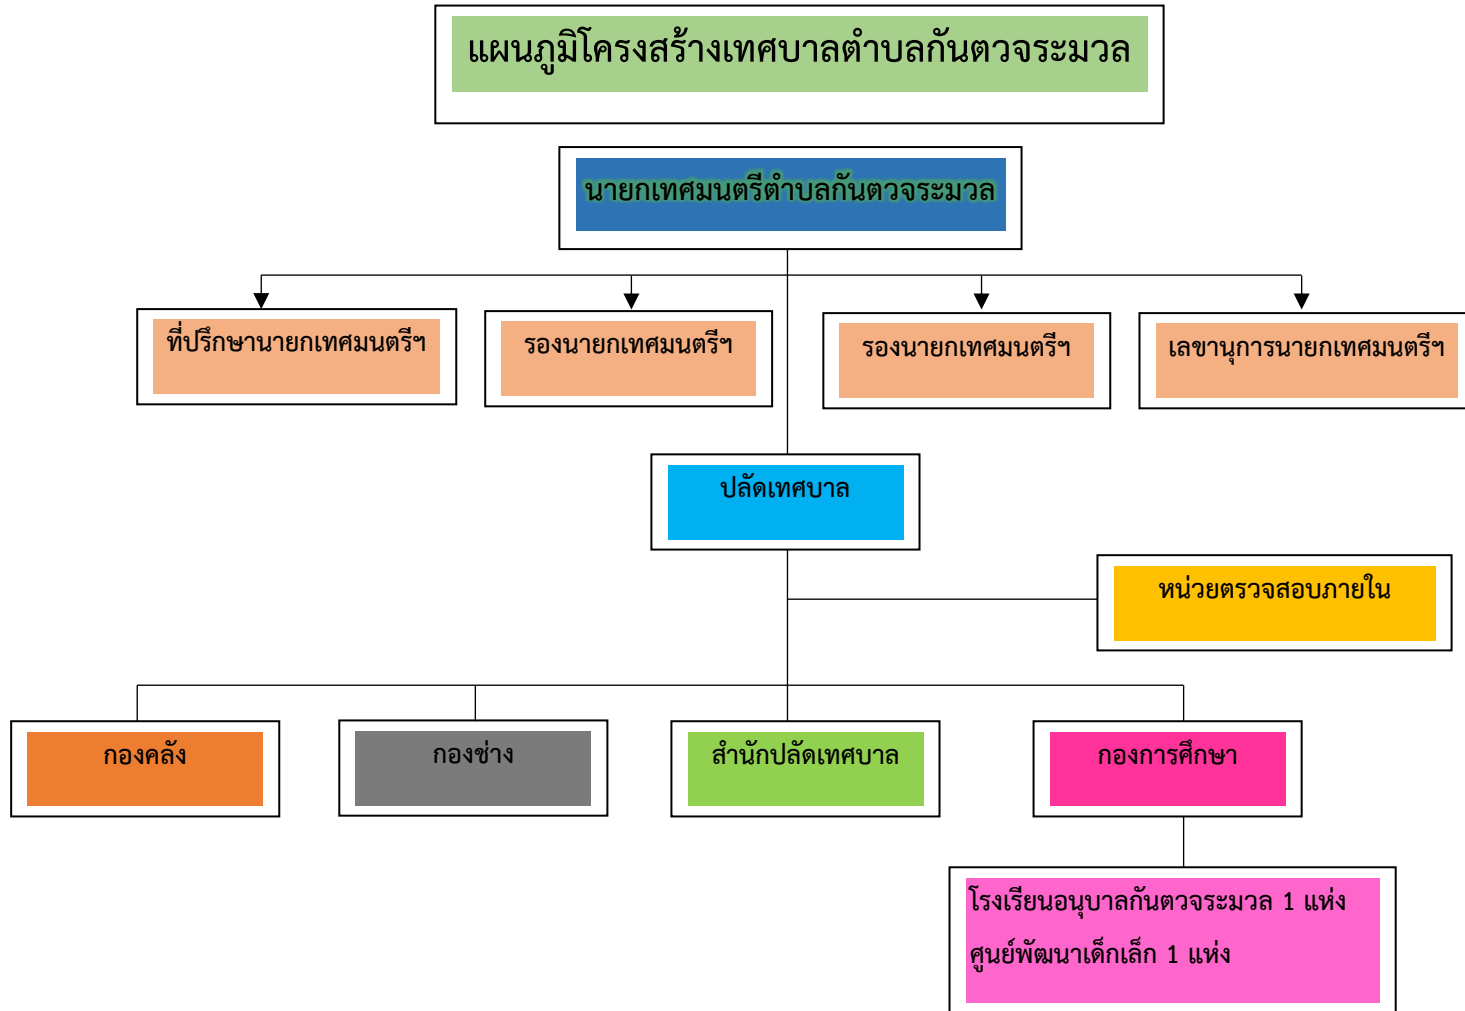 แผนภูมิโครงสร้างเทศบาลตำบลกันตวจระมวล
นายกเทศมนตรีตำบลกันตวจระมวล
ที่ปรึกษานายกเทศมนตรีฯ
รองนายกเทศมนตรีฯ
รองนายกเทศมนตรีฯ
เลขานุการนายกเทศมนตรีฯ
ปลัดเทศบาล
หน่วยตรวจสอบภายใน
กองคลัง
กองช่าง
สำนักปลัดเทศบาล
กองการศึกษา
โรงเรียนอนุบาลกันตวจระมวล 1 แห่ง
ศูนย์พัฒนาเด็กเล็ก 1 แห่ง